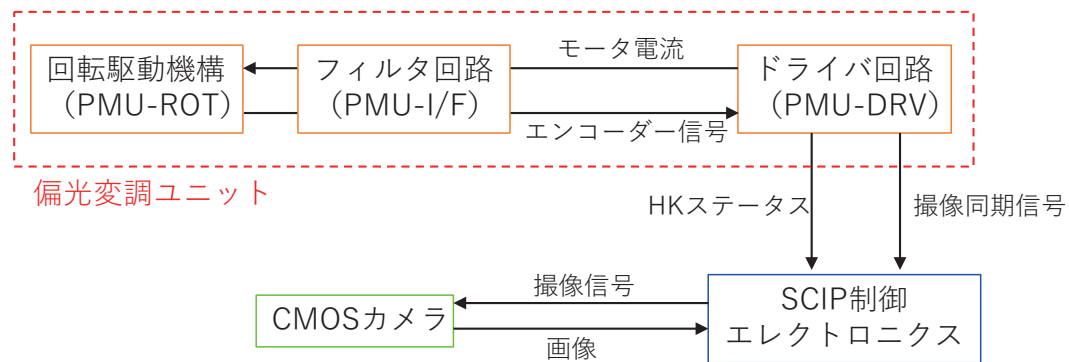 回転駆動機構
（PMU-ROT）
フィルタ回路
（PMU-I/F）
モータ電流
エンコーダー信号
ドライバ回路
（PMU-DRV）
偏光変調ユニット
HKステータス
撮像同期信号
CMOSカメラ
撮像信号
画像
SCIP制御
エレクトロニクス